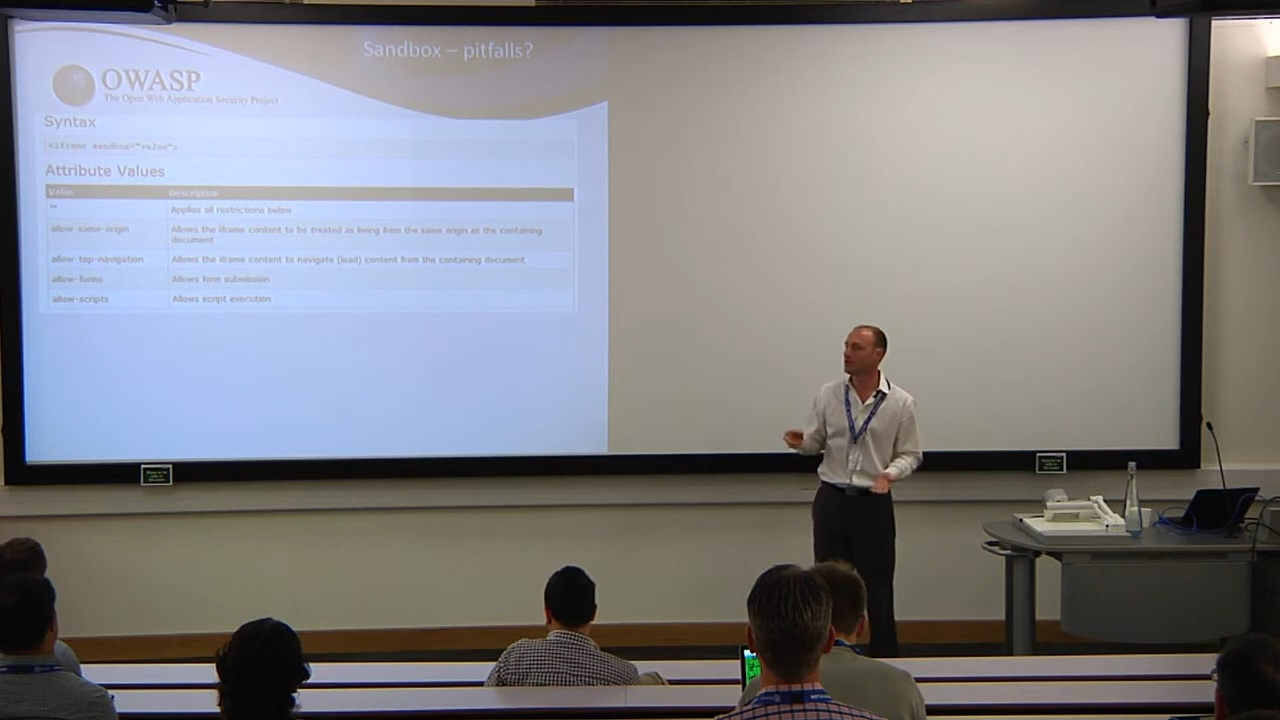 Sandbox – pitfalls?
OWASP
The Open Web Application Security Project
Syntax
<iframe sandbox="value">
Attribute Values
Value Description
"" Applies all restrictions below
allow-same-origin Allows the iframe content to be treated as being from the same origin as the containing
document
allow-top-navigation Allows the iframe content to navigate (load) content from the containing document
allow-forms Allows form submission
allow-scripts Allows script execution